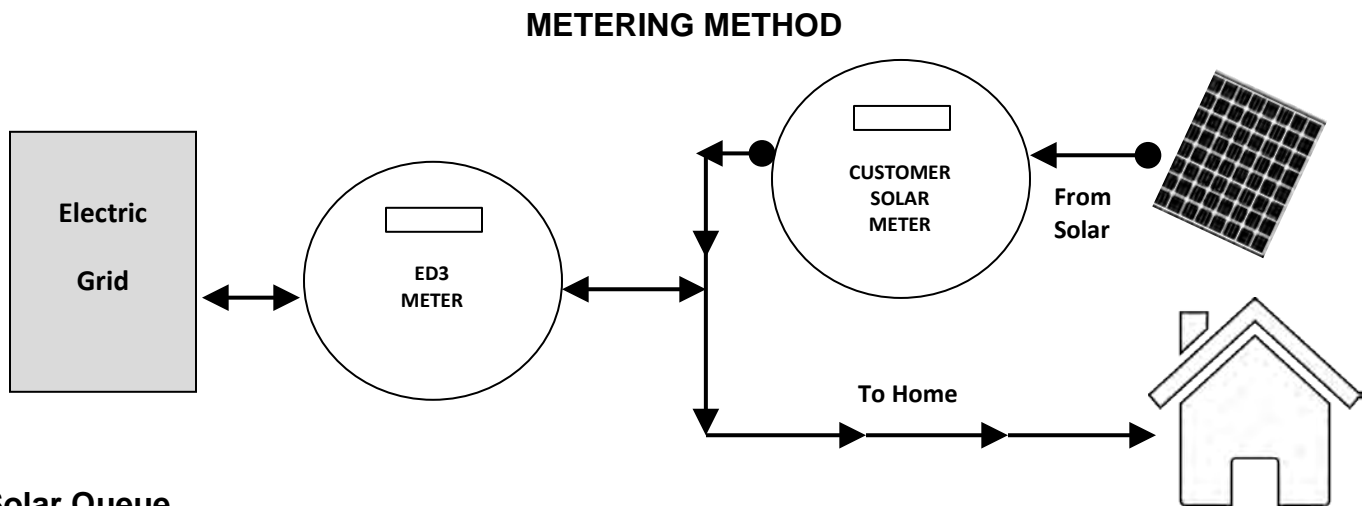 METERING METHOD
Electric
Grid
ED3
METER
CUSTOMER
SOLAR
METER
From
Solar
To Home
Solar Queue